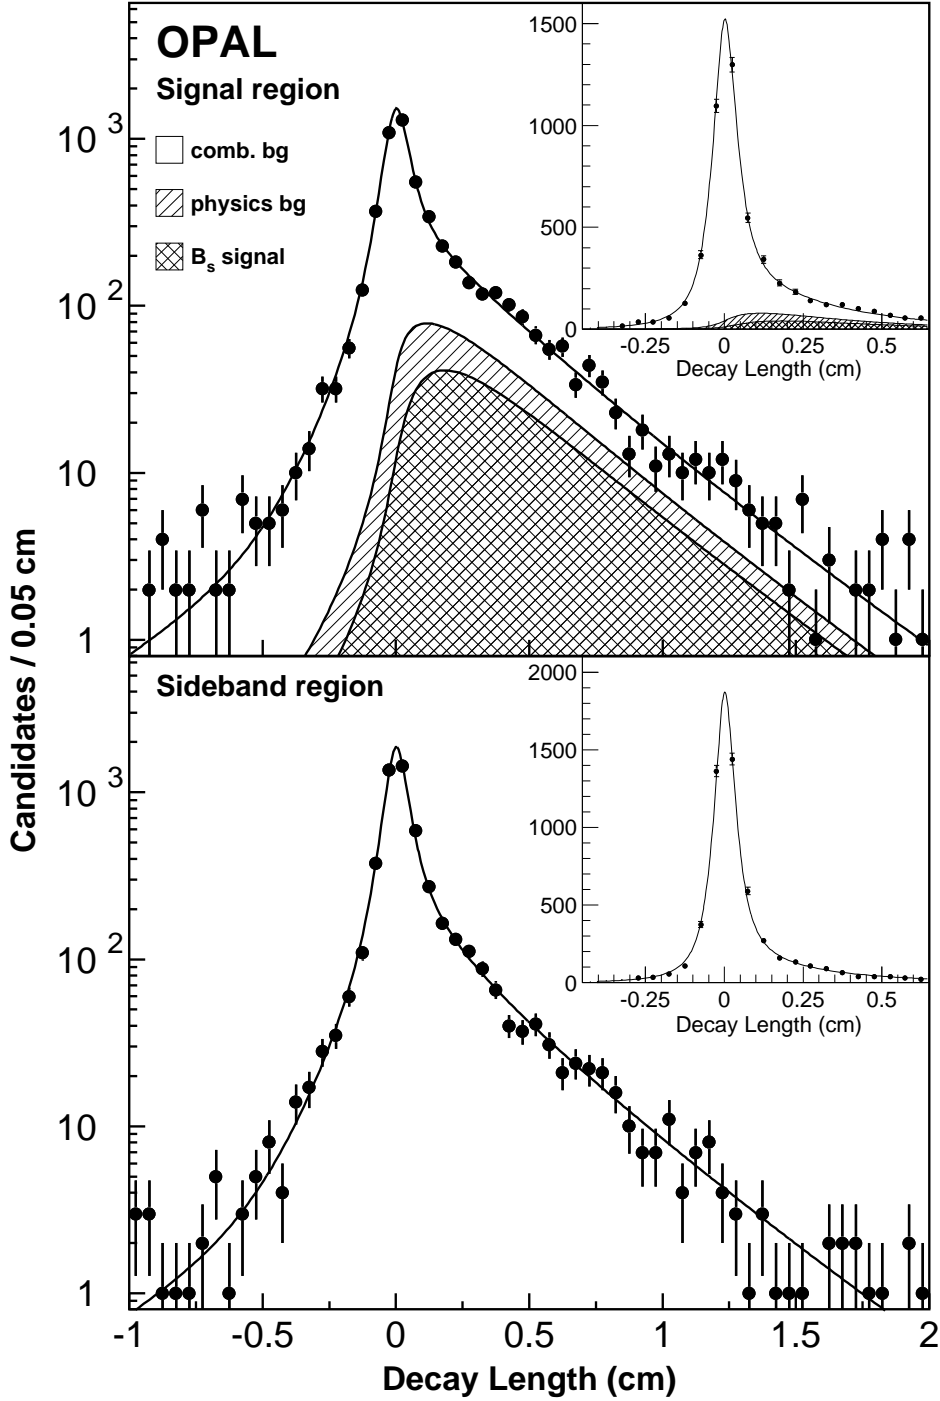 OPAL
Signal region
comb. bg
physics bg
B_s signal
10^3
10^2
10
1
1500
1000
500
0
-0.25 0 0.25 0.5
Decay Length (cm)
Candidates / 0.05 cm
Sideband region
10^3
10^2
10
1
2000
1500
1000
500
0
-0.25 0 0.25 0.5
Decay Length (cm)
-1 -0.5 0 0.5 1 1.5 2
Decay Length (cm)